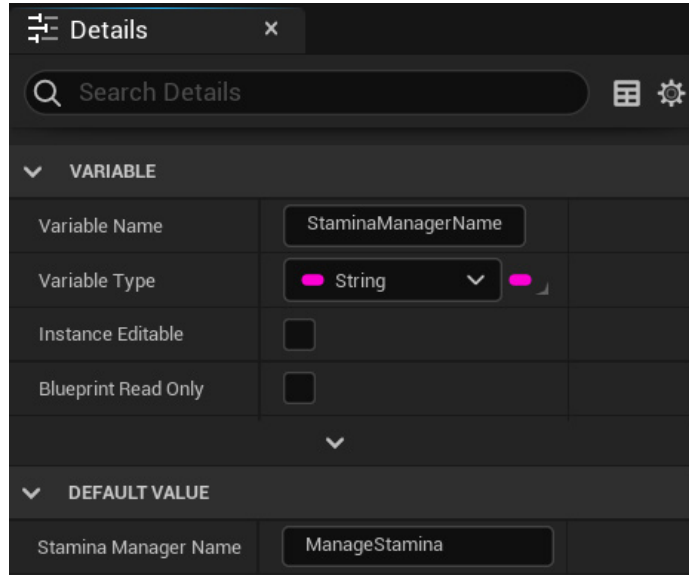 Details
Search Details
VARIABLE
Variable Name StaminaManagerName
Variable Type String
Instance Editable
Blueprint Read Only
DEFAULT VALUE
Stamina Manager Name ManageStamina